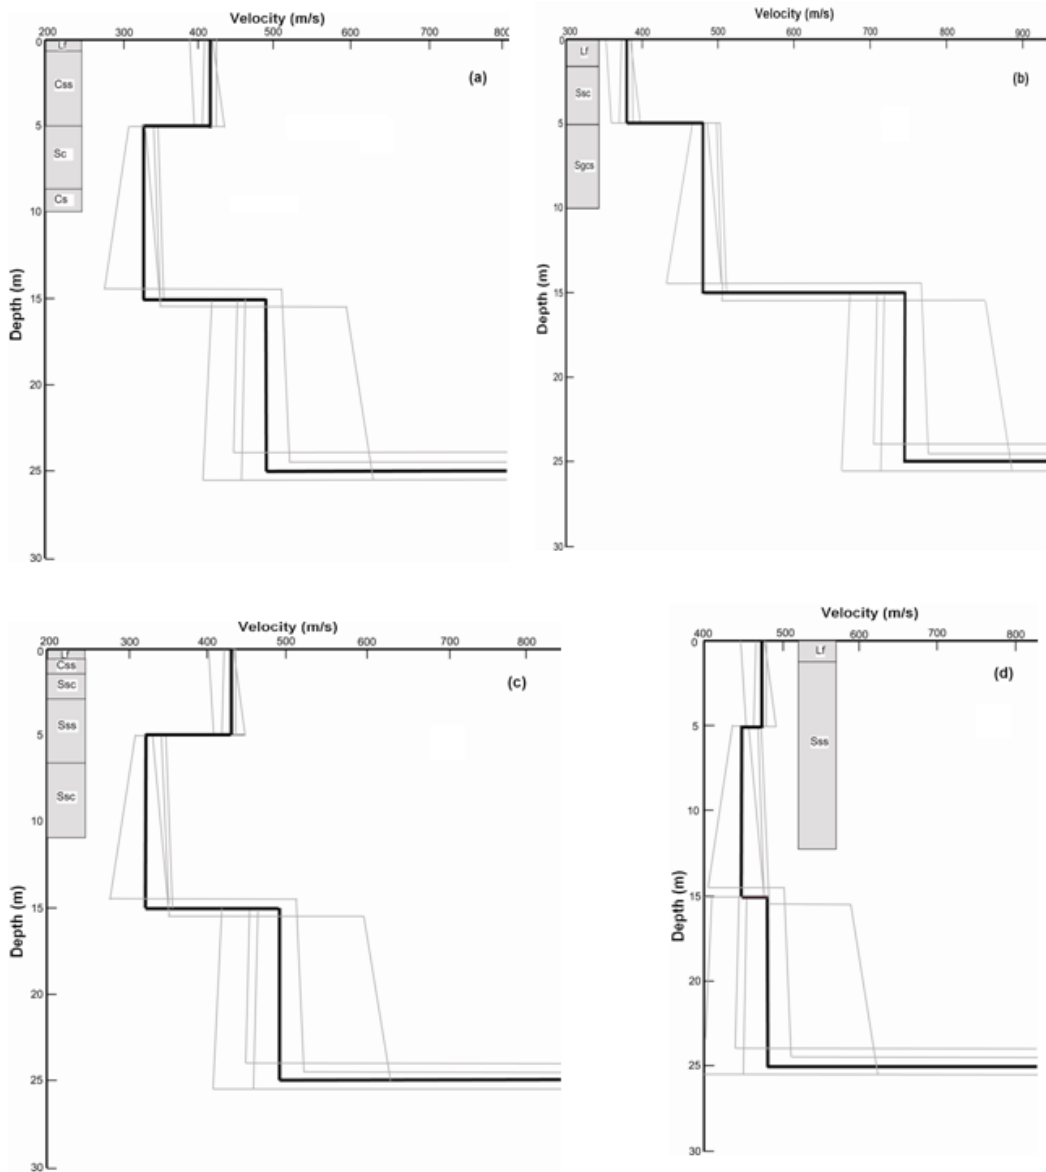 Velocity (m/s)
200 300 400 500 600 700 800
0
Lf
(a)
Css
5
Sc
Cs
10
Depth (m)
15
20
25
30
Velocity (m/s)
300 400 500 600 700 800 900
0
Lf
(b)
Ssc
5
Sgcs
10
Depth (m)
15
20
25
30
Velocity (m/s)
200 300 400 500 600 700 800
0
Lf
Css
(c)
Ssc
Sss
5
Ssc
10
Depth (m)
15
20
25
30
Velocity (m/s)
400 500 600 700 800
0
Lf
(d)
5
Sss
10
Depth (m)
15
20
25
30